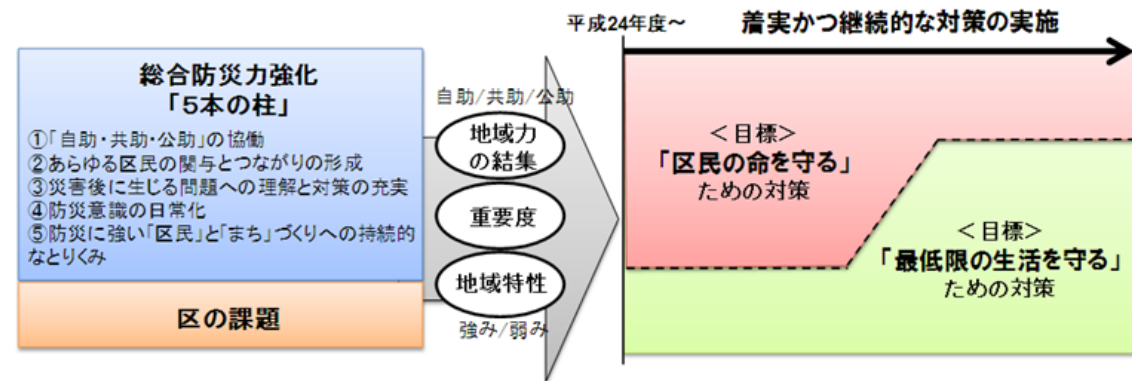 平成24年度～
着実かつ継続的な対策の実施
総合防災力強化
「5本の柱」
①「自助・共助・公助」の協働
②あらゆる区民の関与とつながりの形成
③災害後に生じる問題への理解と対策の充実
④防災意識の日常化
⑤防災に強い「区民」と「まち」づくりへの持続的
なとりくみ
区の課題
自助/共助/公助
地域力
の結集
重要度
地域特性
強み/弱み
＜目標＞
「区民の命を守る」
ための対策
＜目標＞
「最低限の生活を守る」
ための対策